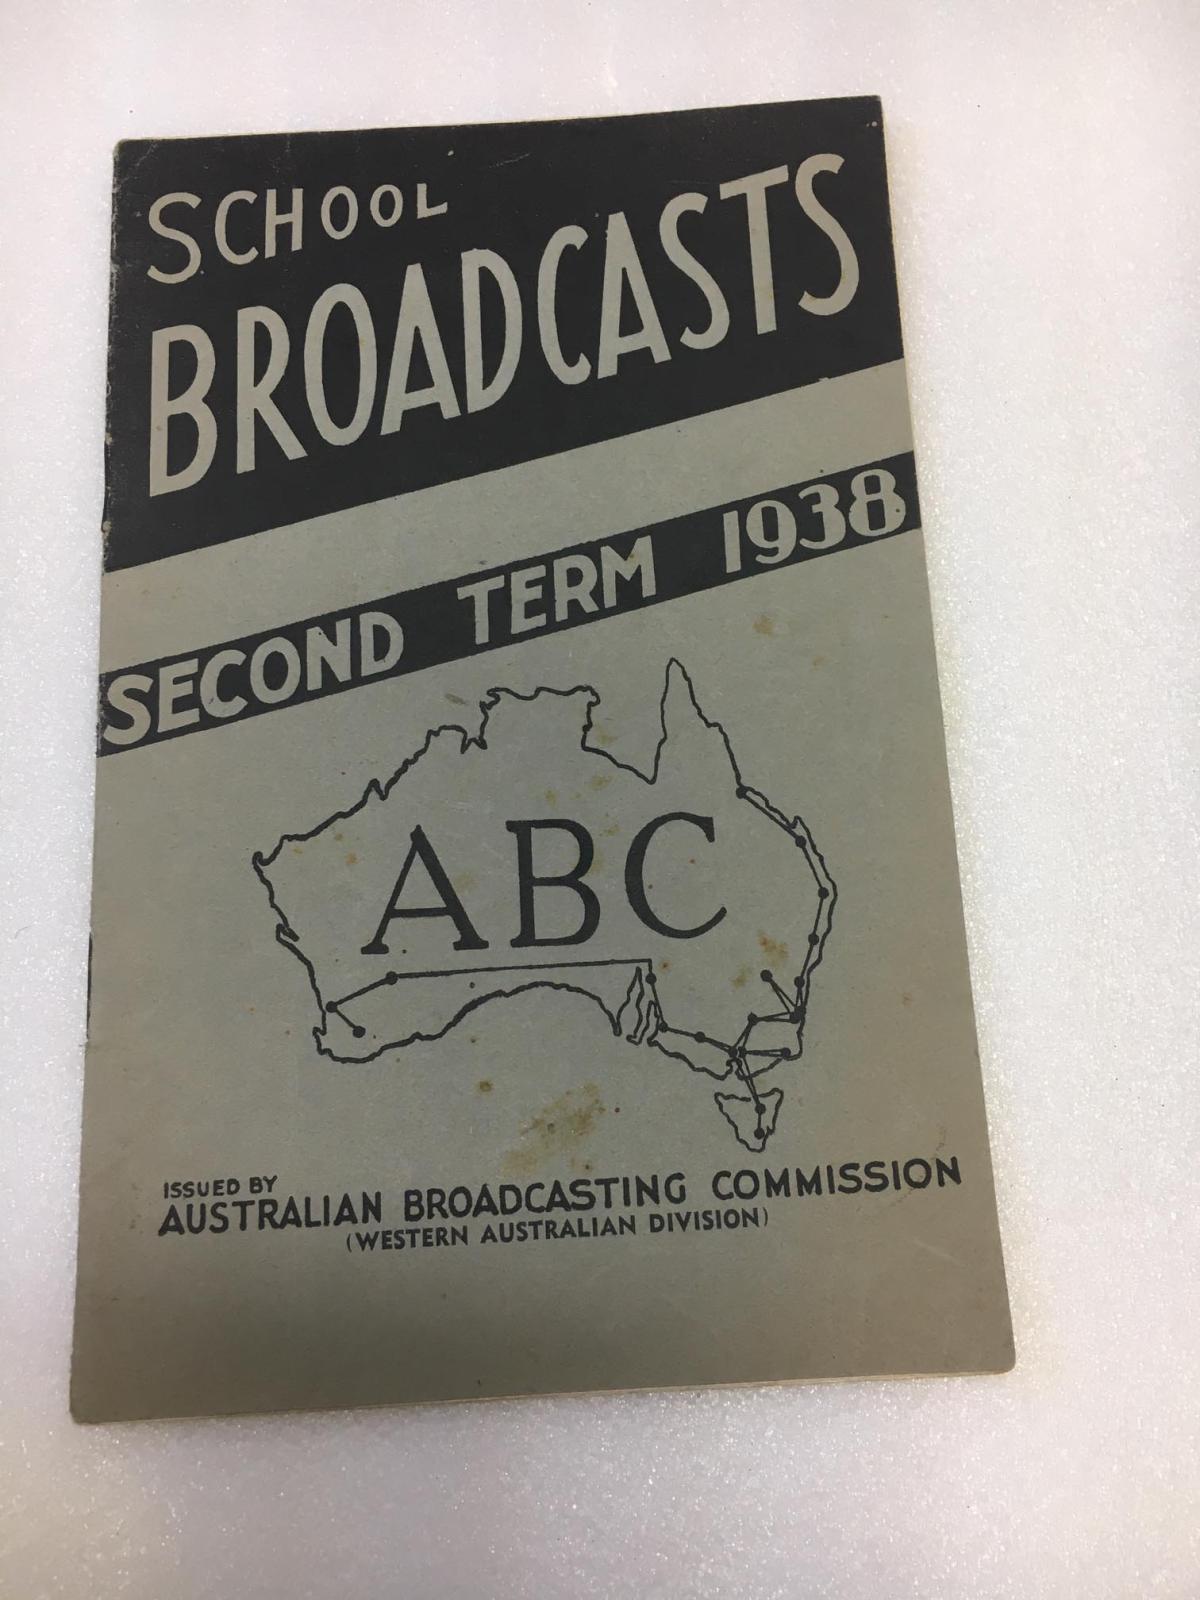 SCHOOL
BROADCASTS
SECOND TERM 1938
ABC
ISSUED BY
AUSTRALIAN BROADCASTING COMMISSION
(WESTERN AUSTRALIAN DIVISION)